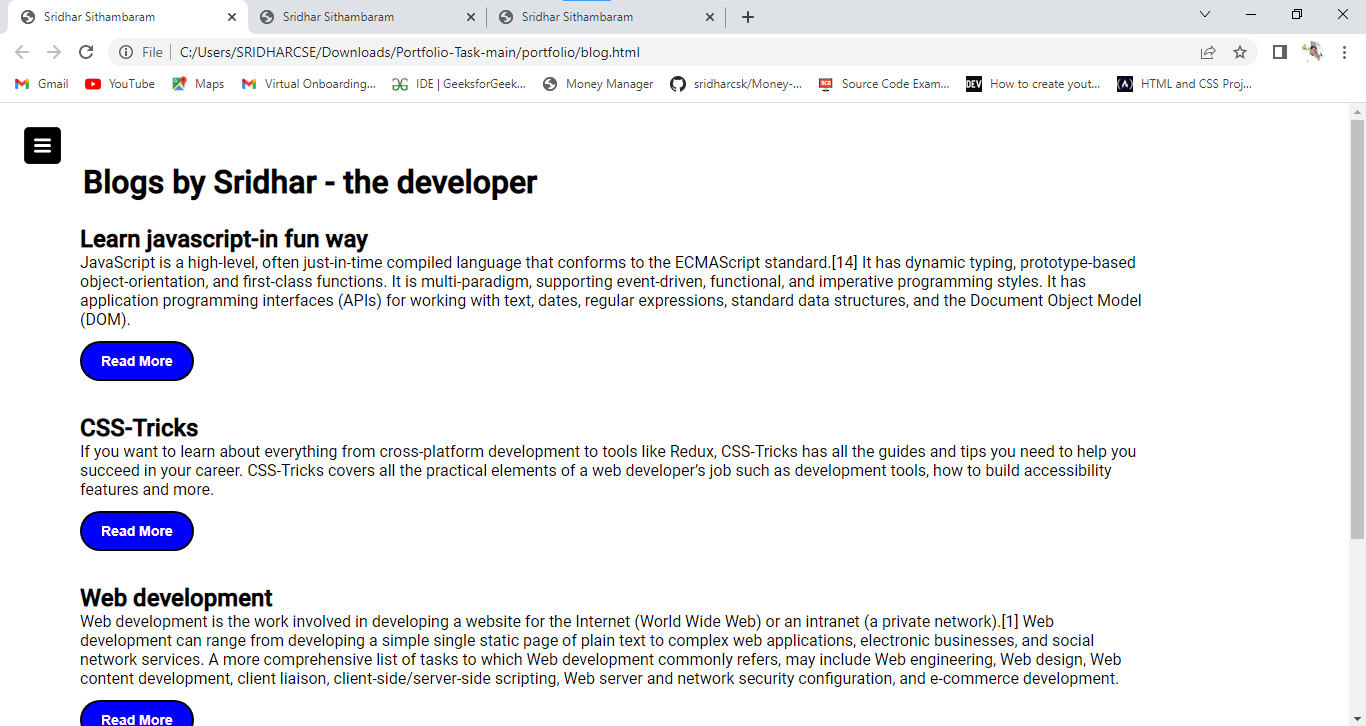 Sridhar Sithambaram
Sridhar Sithambaram
Sridhar Sithambaram
File C:/Users/SRIDHARCSE/Downloads/Portfolio-Task-main/portfolio/blog.html
Gmail YouTube Maps Virtual Onboarding... IDE | GeeksforGeek... Money Manager sridharcsk/Money-... Source Code Exam... DEV How to create yout... HTML and CSS Proj...
Blogs by Sridhar - the developer
Learn javascript-in fun way
JavaScript is a high-level, often just-in-time compiled language that conforms to the ECMAScript standard.[14] It has dynamic typing, prototype-based
object-orientation, and first-class functions. It is multi-paradigm, supporting event-driven, functional, and imperative programming styles. It has
application programming interfaces (APIs) for working with text, dates, regular expressions, standard data structures, and the Document Object Model
(DOM).
Read More
CSS-Tricks
If you want to learn about everything from cross-platform development to tools like Redux, CSS-Tricks has all the guides and tips you need to help you
succeed in your career. CSS-Tricks covers all the practical elements of a web developer’s job such as development tools, how to build accessibility
features and more.
Read More
Web development
Web development is the work involved in developing a website for the Internet (World Wide Web) or an intranet (a private network).[1] Web
development can range from developing a simple single static page of plain text to complex web applications, electronic businesses, and social
network services. A more comprehensive list of tasks to which Web development commonly refers, may include Web engineering, Web design, Web
content development, client liaison, client-side/server-side scripting, Web server and network security configuration, and e-commerce development.
Read More